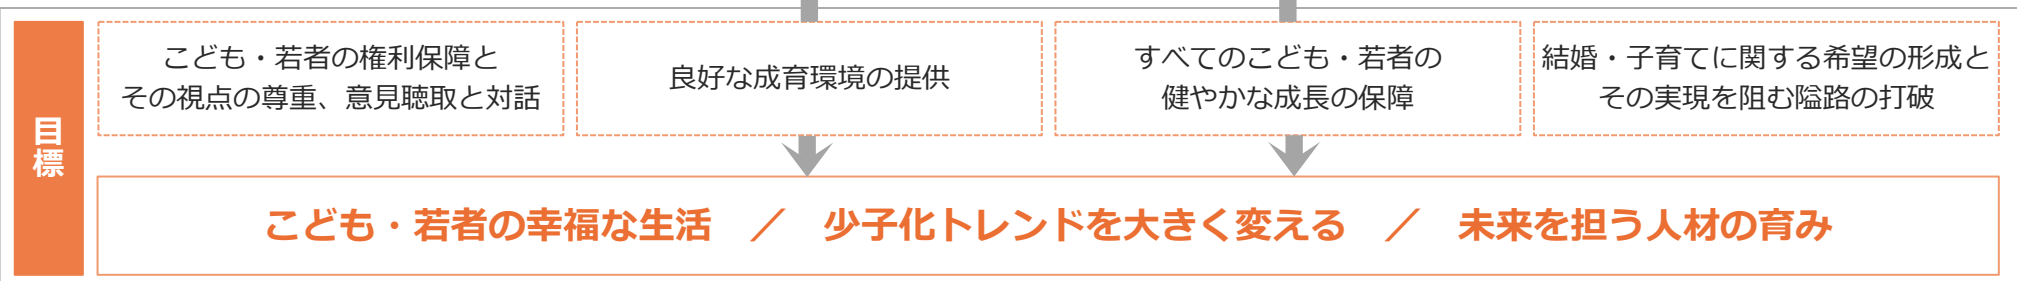 目標
こども・若者の権利保障と
その視点の尊重、意見聴取と対話
良好な成育環境の提供
すべてのこども・若者の
健やかな成長の保障
結婚・子育てに関する希望の形成と
その実現を阻む隘路の打破
こども・若者の幸福な生活 ／ 少子化トレンドを大きく変える ／ 未来を担う人材の育み